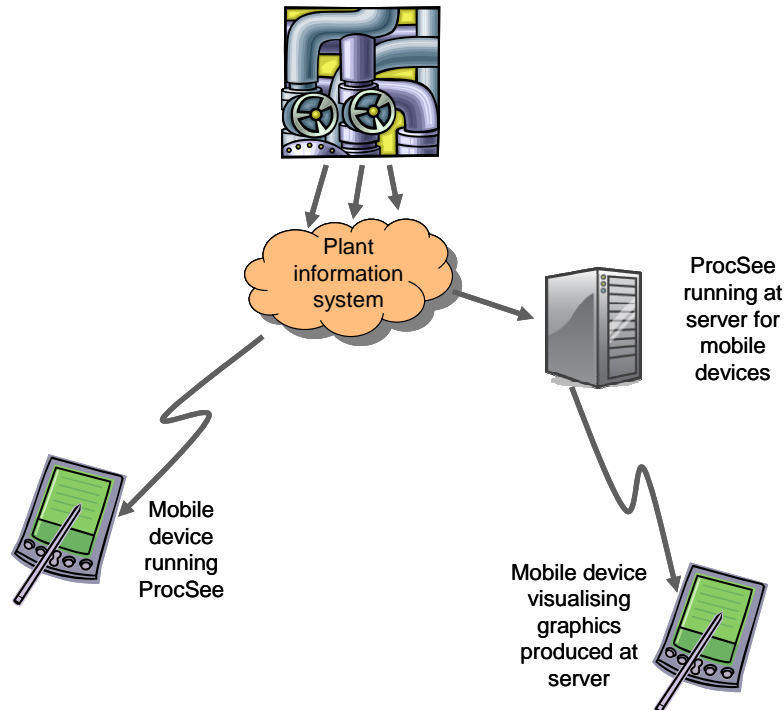 Plant
information
system
ProcSee
running at
server for
mobile
devices
Mobile
device
running
ProcSee
Mobile device
visualising
graphics
produced at
server